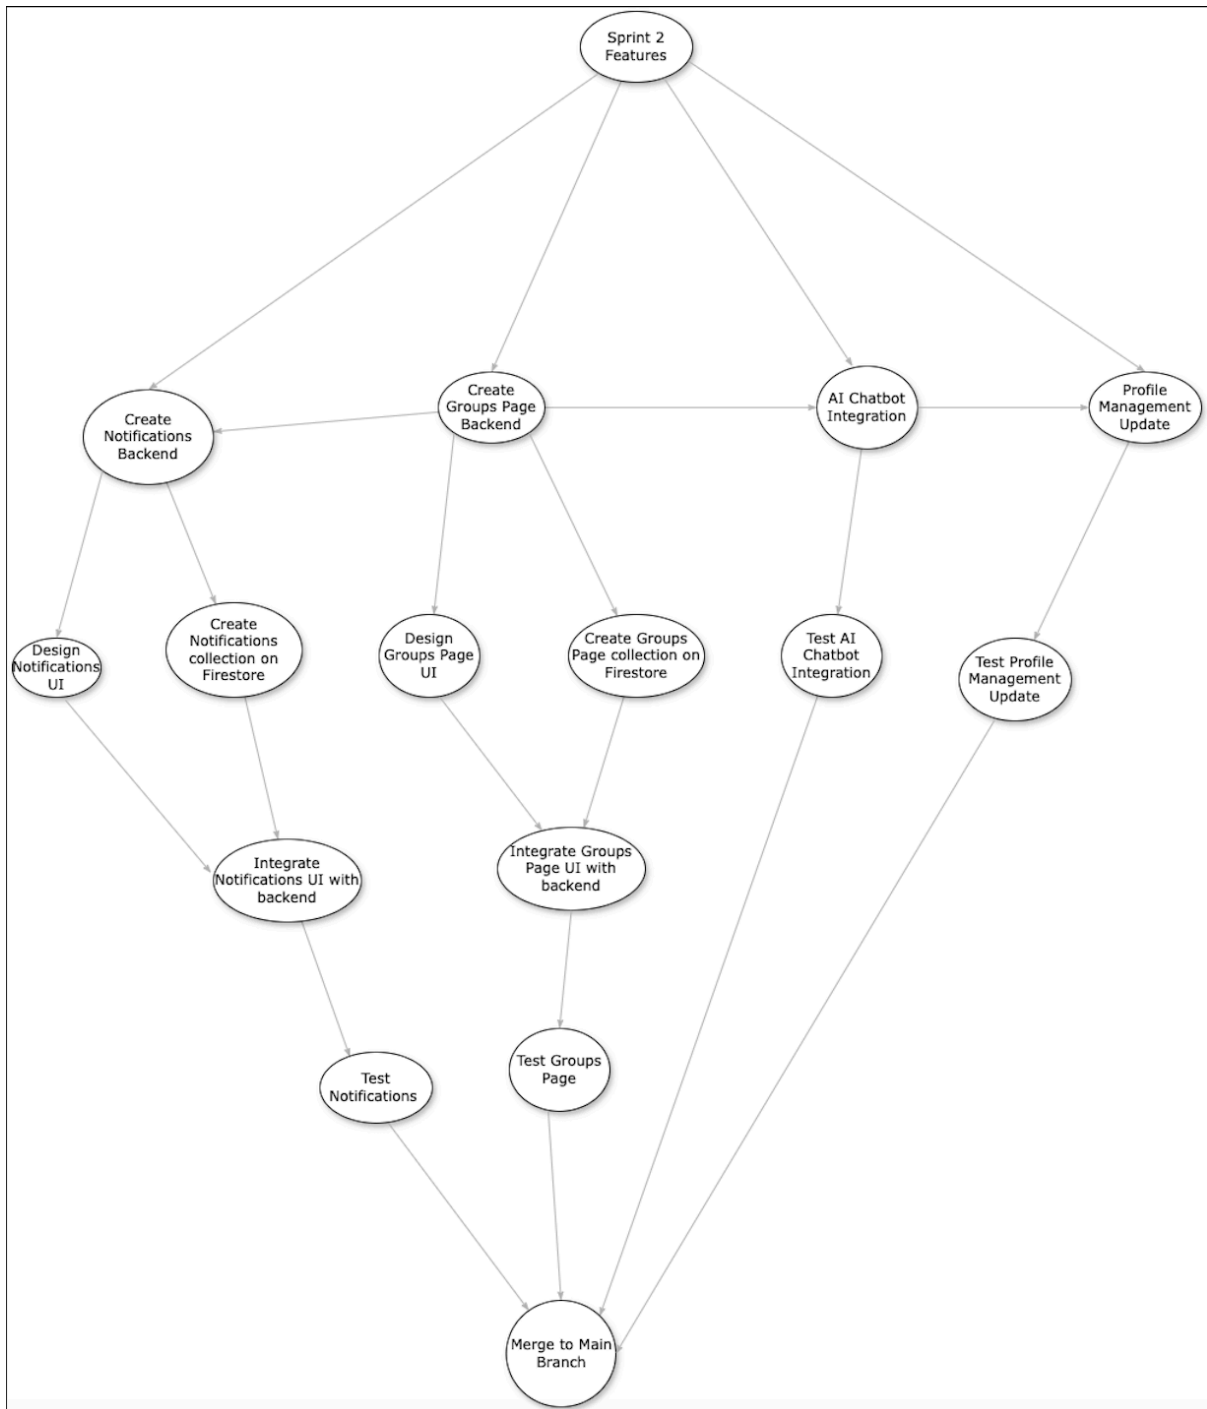 Sprint 2
Features
Create
Notifications
Backend
Create
Groups Page
Backend
AI Chatbot
Integration
Profile
Management
Update
Design
Notifications
UI
Create
Notifications
collection on
Firestore
Design
Groups Page
UI
Create Groups
Page collection on
Firestore
Test AI
Chatbot
Integration
Test Profile
Management
Update
Integrate
Notifications UI with
backend
Integrate Groups
Page UI with
backend
Test
Notifications
Test Groups
Page
Merge to Main
Branch